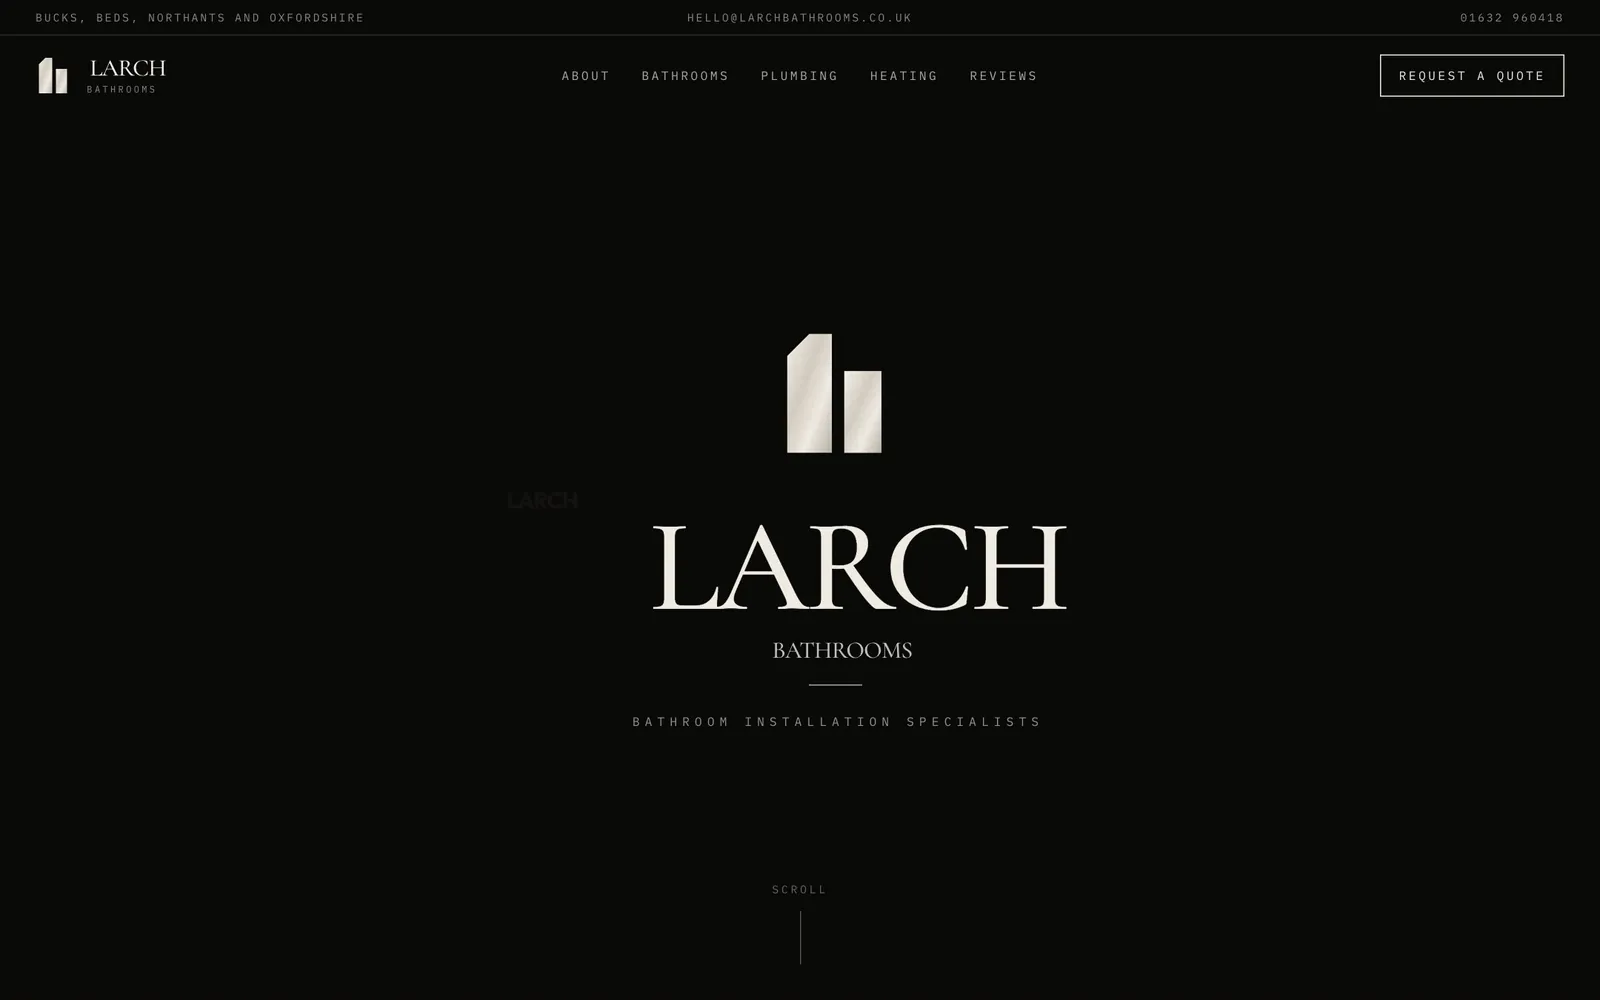 BUCKS, BEDS, NORTHANTS AND OXFORDSHIRE
HELLO@LARCHBATHROOMS.CO.UK
01632 960418
LARCH
BATHROOMS
ABOUT
BATHROOMS
PLUMBING
HEATING
REVIEWS
REQUEST A QUOTE
LARCH
LARCH
BATHROOMS
BATHROOM INSTALLATION SPECIALISTS
SCROLL